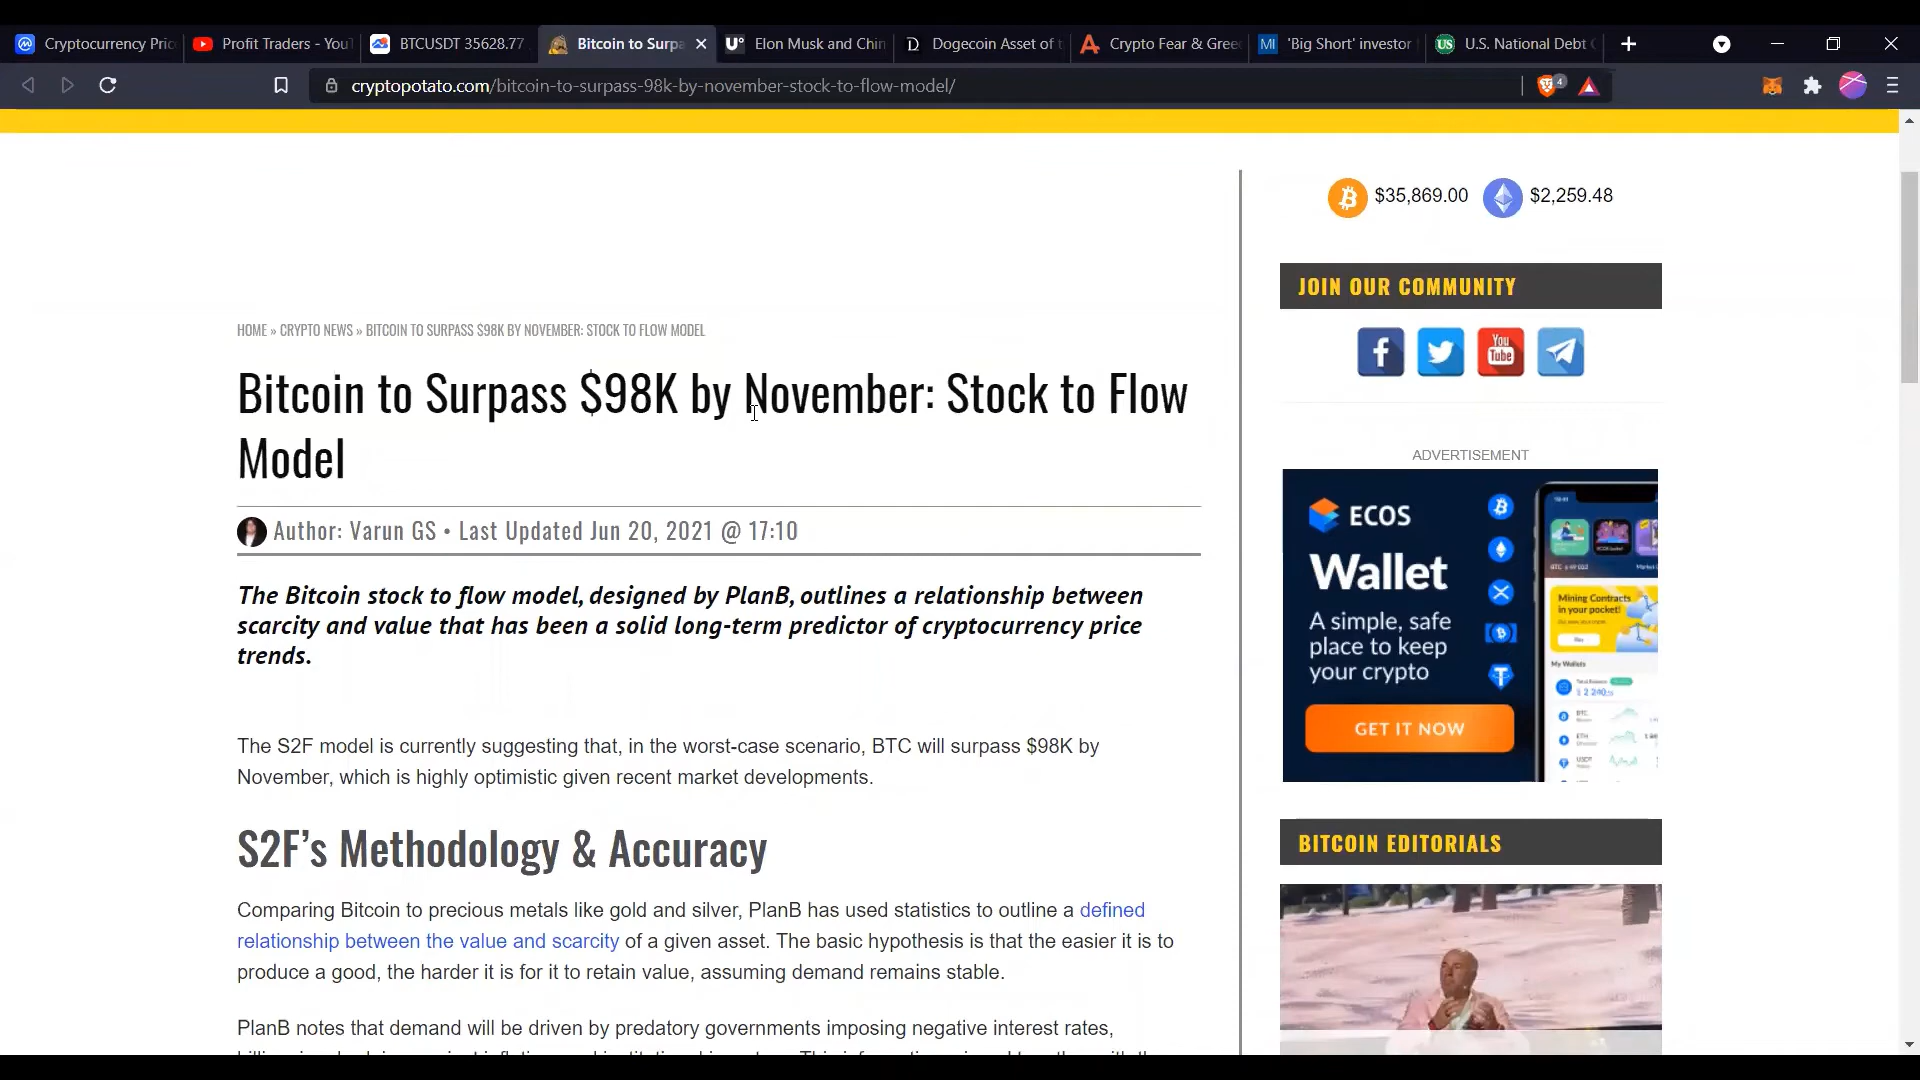 Cryptocurrency Pric
Profit Traders - You
BTCUSDT 35628.77
Bitcoin to Surpa
Elon Musk and Chin
Dogecoin Asset of t
Crypto Fear & Gree
'Big Short' investor
U.S. National Debt
cryptopotato.com/bitcoin-to-surpass-98k-by-november-stock-to-flow-model/
4
$35,869.00 $2,259.48
JOIN OUR COMMUNITY
You
Tube
HOME » CRYPTO NEWS » BITCOIN TO SURPASS $98K BY NOVEMBER: STOCK TO FLOW MODEL
Bitcoin to Surpass $98K by November: Stock to Flow
Model
Author: Varun GS • Last Updated Jun 20, 2021 @ 17:10
The Bitcoin stock to flow model, designed by PlanB, outlines a relationship between
scarcity and value that has been a solid long-term predictor of cryptocurrency price
trends.
The S2F model is currently suggesting that, in the worst-case scenario, BTC will surpass $98K by
November, which is highly optimistic given recent market developments.
S2F's Methodology & Accuracy
Comparing Bitcoin to precious metals like gold and silver, PlanB has used statistics to outline a defined
relationship between the value and scarcity of a given asset. The basic hypothesis is that the easier it is to
produce a good, the harder it is for it to retain value, assuming demand remains stable.
PlanB notes that demand will be driven by predatory governments imposing negative interest rates,
ADVERTISEMENT
ECOS
Wallet
A simple, safe
place to keep
your crypto
GET IT NOW
Mining Contracts
in your pocket!
My Wallets
BTC
ETH
BITCOIN EDITORIALS